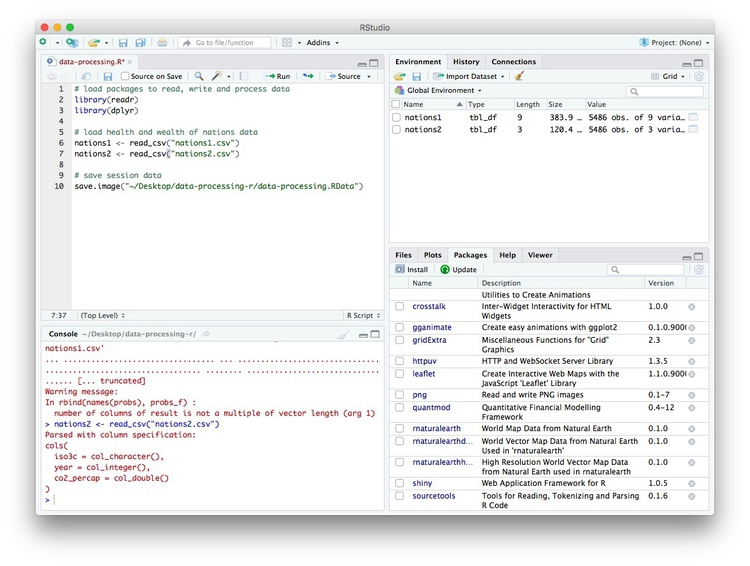 RStudio
Go to file/function
Addins
Project: (None)
data-processing.R*
Source on Save
Run
Source
1 # load packages to read, write and process data
2 library(readr)
3 library(dplyr)
4
5 # load health and wealth of nations data
6 nations1 <- read_csv("nations1.csv")
7 nations2 <- read_csv("nations2.csv")
8
9 # save session data
10 save.image("~/Desktop/data-processing-r/data-processing.RData")
7:37 (Top Level) R Script
Console ~/Desktop/data-processing-r/
nations1.csv'
... ................................. ... .................................
................................. ... .................................
...... [... truncated]
Warning message:
In rbind(names(probs), probs_f) :
number of columns of result is not a multiple of vector length (arg 1)
> nations2 <- read_csv("nations2.csv")
Parsed with column specification:
cols(
iso3c = col_character(),
year = col_integer(),
co2_percap = col_double()
)
>
Environment History Connections
Import Dataset Grid
Global Environment
Name Type Length Size Value
nations1 tbl_df 9 383.9 … 5486 obs. of 9 varia…
nations2 tbl_df 3 120.4 … 5486 obs. of 3 varia…
Files Plots Packages Help Viewer
Install Update
Name Description Version
Utilities to Create Animations
crosstalk Inter-Widget Interactivity for HTML Widgets 1.0.0
gganimate Create easy animations with ggplot2 0.1.0.900(
gridExtra Miscellaneous Functions for "Grid" Graphics 2.3
httpuv HTTP and WebSocket Server Library 1.3.5
leaflet Create Interactive Web Maps with the JavaScript 'Leaflet' Library 1.1.0.900(
png Read and write PNG images 0.1-7
quantmod Quantitative Financial Modelling Framework 0.4-12
rnaturalearth World Map Data from Natural Earth 0.1.0
rnaturalearthd… World Vector Map Data from Natural Earth Used in 'rnaturalearth' 0.1.0
rnaturalearthh… High Resolution World Vector Map Data from Natural Earth used in rnaturalearth 0.1.0
shiny Web Application Framework for R 1.0.5
sourcetools Tools for Reading, Tokenizing and Parsing R Code 0.1.6